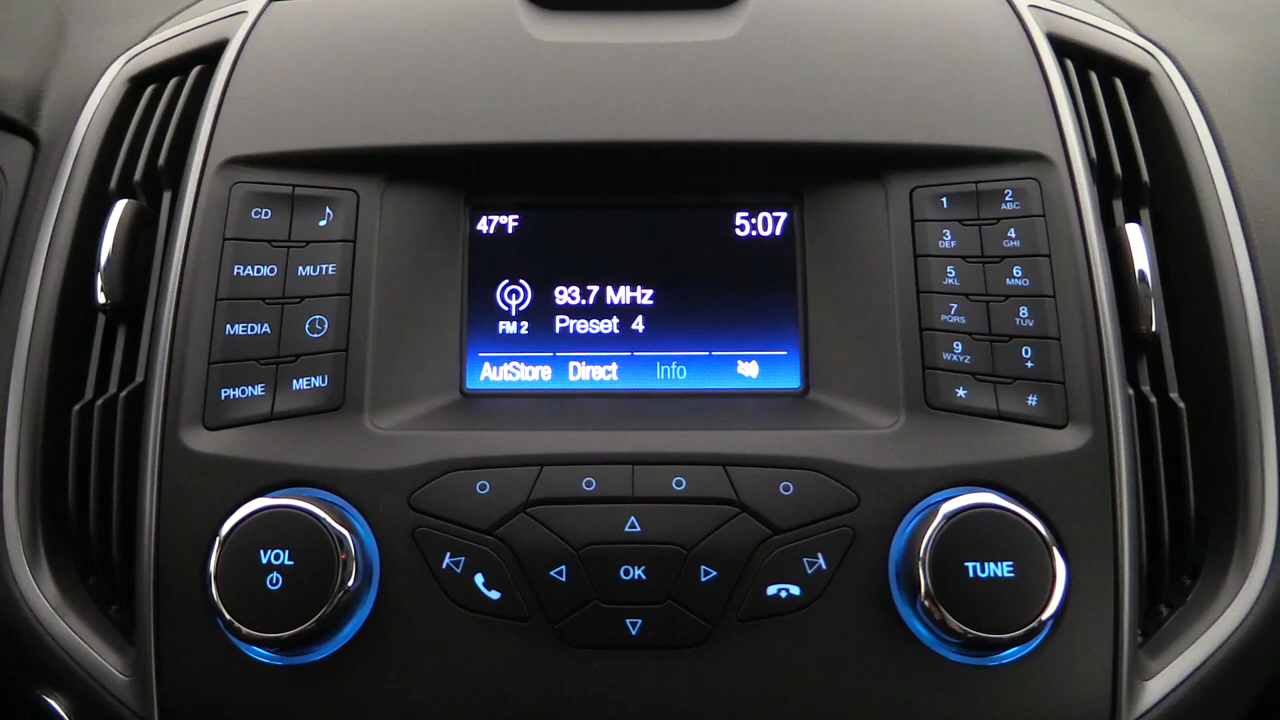 47°F 5:07
93.7 MHz
FM 2 Preset 4
AutStore Direct Info
CD
RADIO MUTE
MEDIA
PHONE MENU
1 2 ABC
3 DEF 4 GHI
5 JKL 6 MNO
7 PQRS 8 TUV
9 WXYZ 0 +
* #
VOL
OK
TUNE